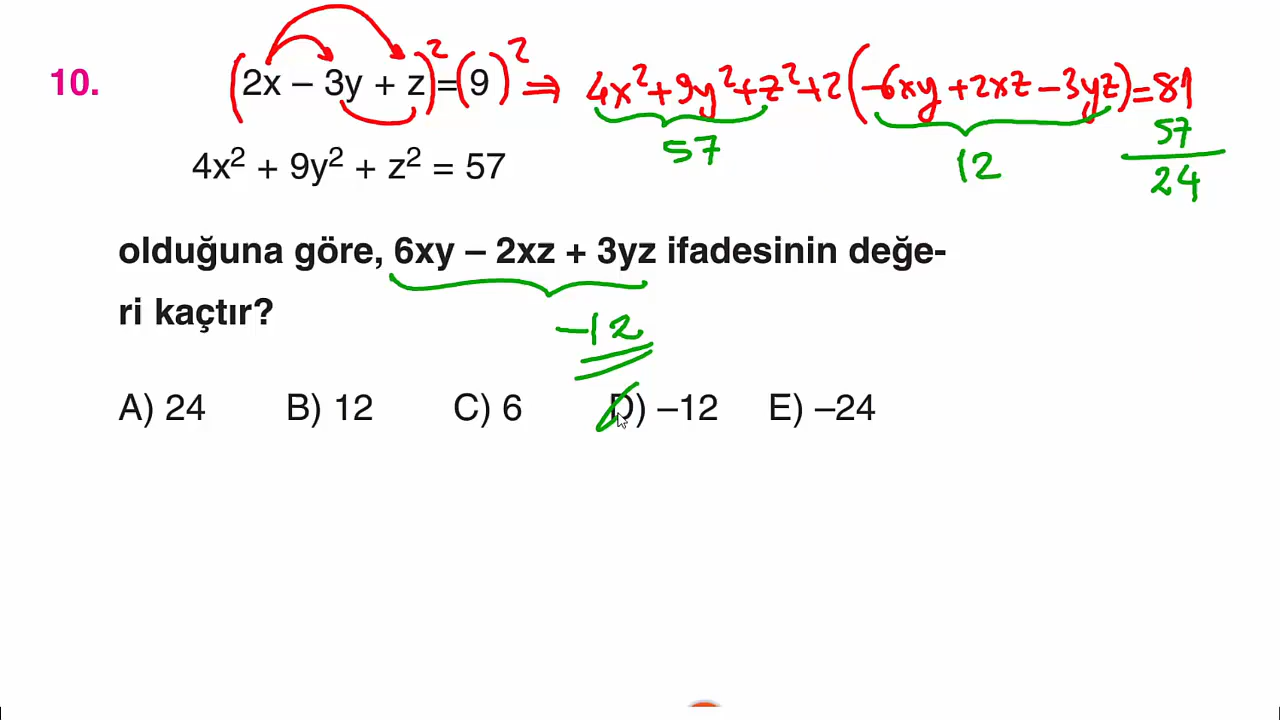 10. (2x – 3y + z)² = (9)² ⇒ 4x² + 9y² + z² + 2(-6xy + 2xz - 3yz) = 81
57 12 57
24
4x² + 9y² + z² = 57
olduğuna göre, 6xy – 2xz + 3yz ifadesinin değe-
ri kaçtır?
-12
A) 24 B) 12 C) 6 D) –12 E) –24